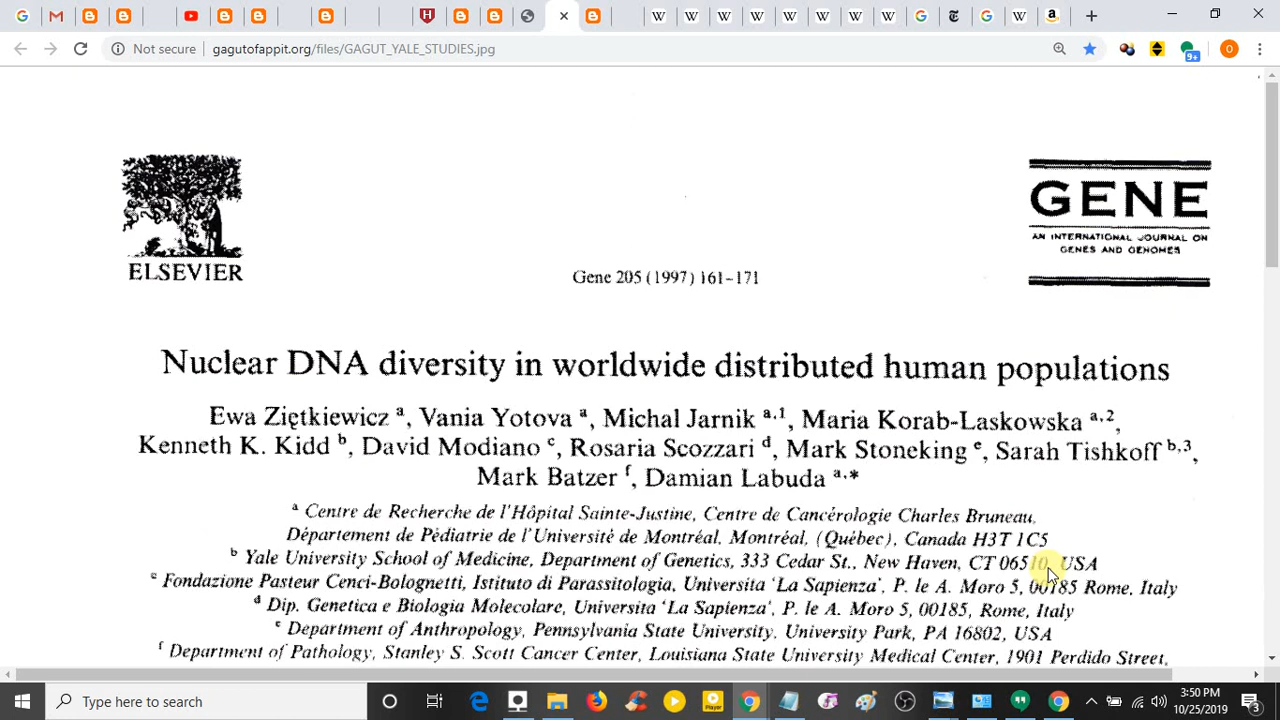 Not secure | gagutofappit.org/files/GAGUT_YALE_STUDIES.jpg
9+
O
ELSEVIER
GENE
AN INTERNATIONAL JOURNAL ON
GENES AND GENOMES
Gene 205 (1997) 161-171
Nuclear DNA diversity in worldwide distributed human populations
Ewa Ziętkiewicz a, Vania Yotova a, Michal Jarnik a,1, Maria Korab-Laskowska a,2,
Kenneth K. Kidd b, David Modiano c, Rosaria Scozzari d, Mark Stoneking e, Sarah Tishkoff b,3,
Mark Batzer f, Damian Labuda a,*
a Centre de Recherche de l'Hôpital Sainte-Justine, Centre de Cancérologie Charles Bruneau,
Département de Pédiatrie de l'Université de Montréal, Montréal, (Québec), Canada H3T 1C5
b Yale University School of Medicine, Department of Genetics, 333 Cedar St., New Haven, CT 06510, USA
c Fondazione Pasteur Cenci-Bolognetti, Istituto di Parassitologia, Universita 'La Sapienza', P. le A. Moro 5, 00185 Rome, Italy
d Dip. Genetica e Biologia Molecolare, Universita 'La Sapienza', P. le A. Moro 5, 00185, Rome, Italy
e Department of Anthropology, Pennsylvania State University, University Park, PA 16802, USA
f Department of Pathology, Stanley S. Scott Cancer Center, Louisiana State University Medical Center, 1901 Perdido Street,
Type here to search
Player
3:50 PM
10/25/2019
3